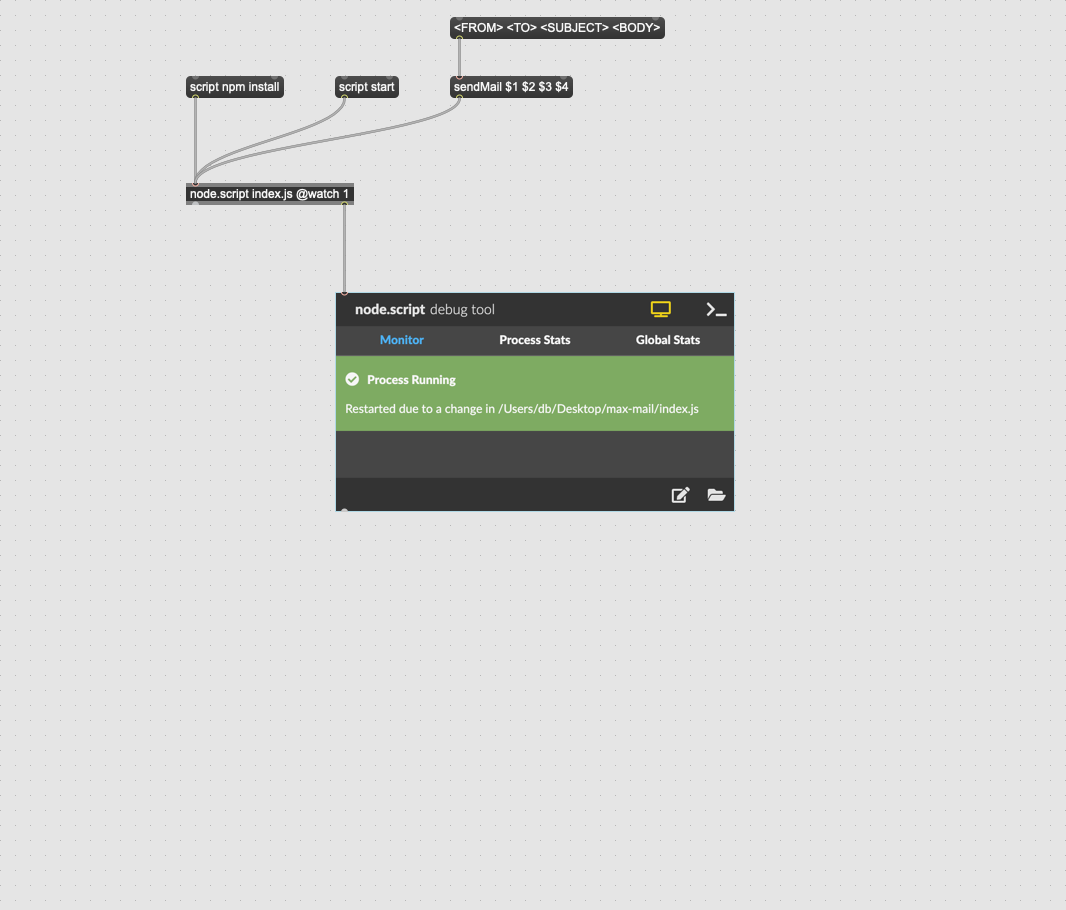 <FROM> <TO> <SUBJECT> <BODY>
script npm install
script start
sendMail $1 $2 $3 $4
node.script index.js @watch 1
node.script debug tool
Monitor
Process Stats
Global Stats
Process Running
Restarted due to a change in /Users/db/Desktop/max-mail/index.js